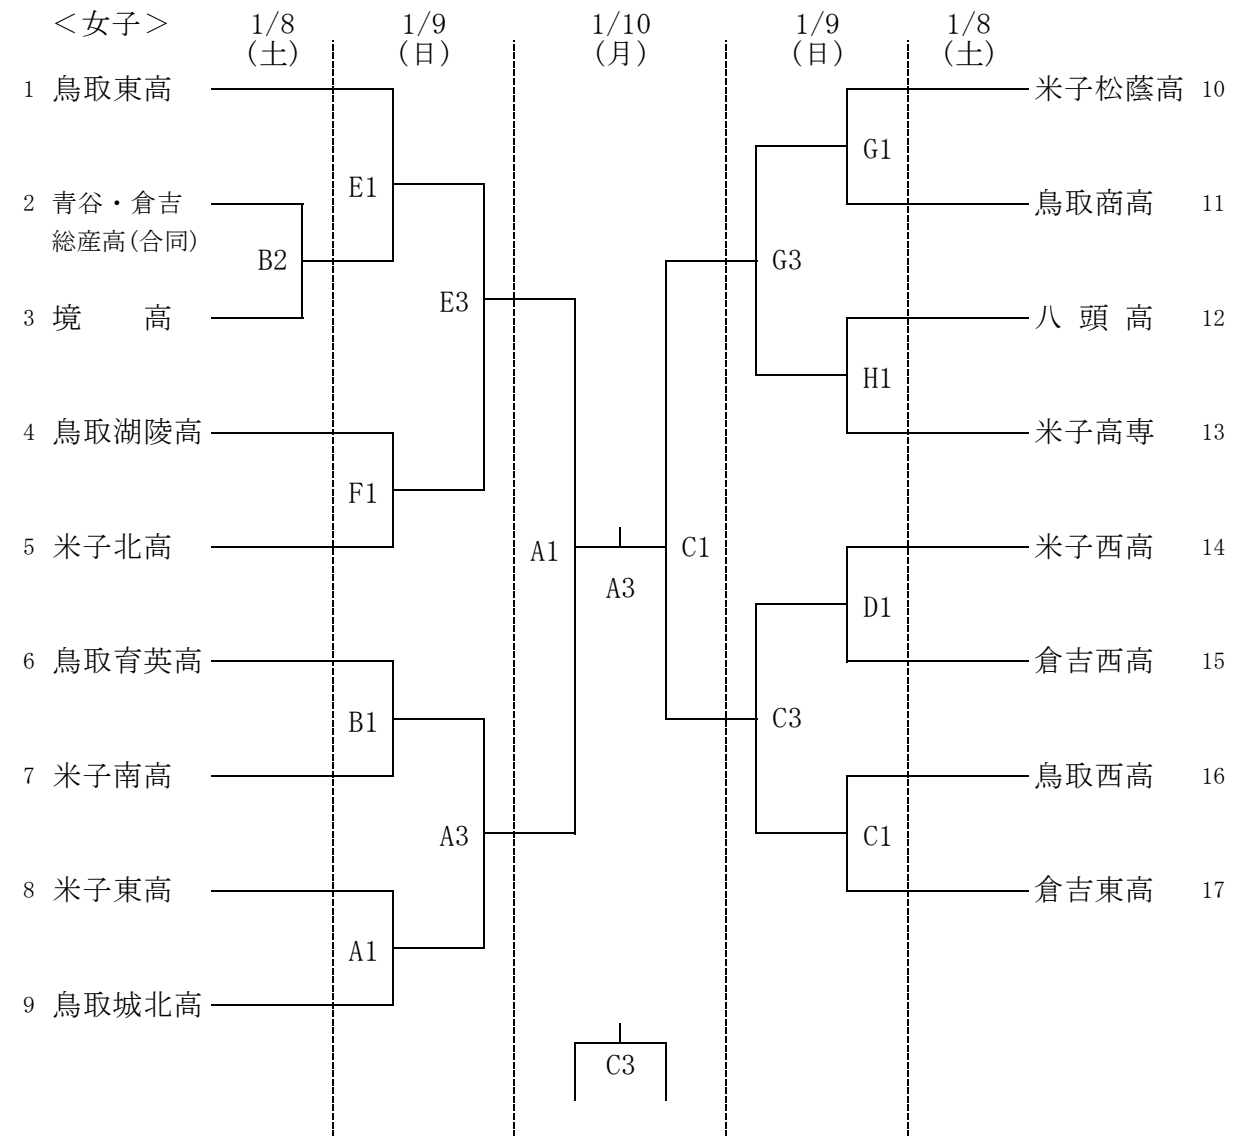 ＜女子＞ 1/8 1/9 1/10 1/9 1/8
(土) (日) (月) (日) (土)
1 鳥取東高
2 青谷・倉吉
総産高(合同)
3 境 高
4 鳥取湖陵高
5 米子北高
6 鳥取育英高
7 米子南高
8 米子東高
9 鳥取城北高
B2
E1
F1
B1
A1
E3
A3
A1
A3
C1
C3
G3
C3
G1
H1
D1
C1
米子松蔭高 10
鳥取商高 11
八頭高 12
米子高専 13
米子西高 14
倉吉西高 15
鳥取西高 16
倉吉東高 17